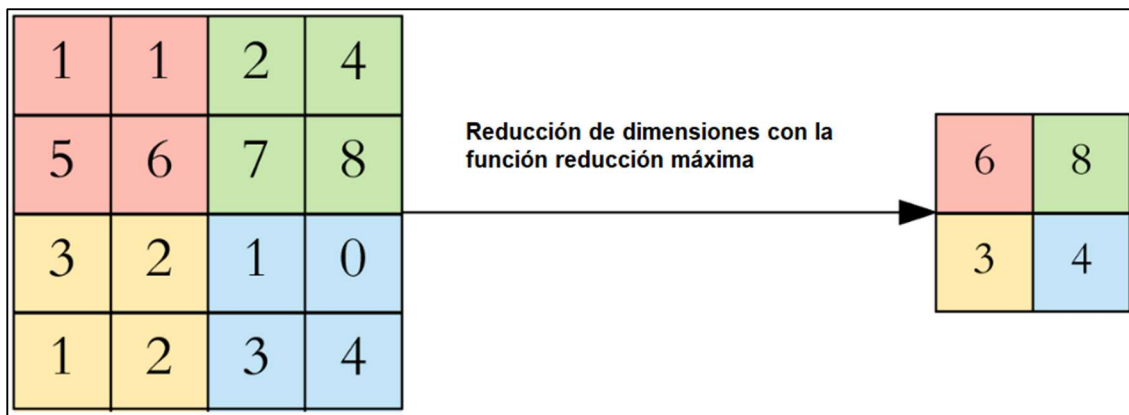 1 1 2 4
5 6 7 8
3 2 1 0
1 2 3 4
Reducción de dimensiones con la
función reducción máxima
6 8
3 4